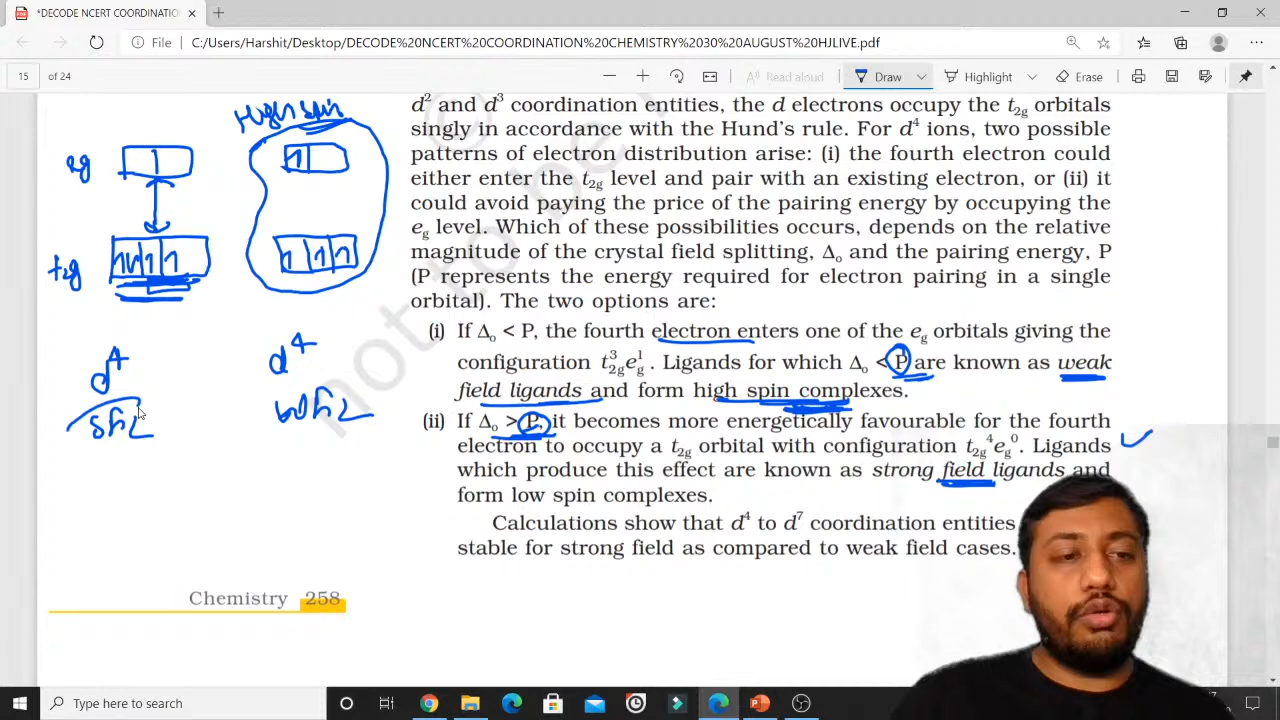 *DECODE NCERT COORDINATION C
File C:/Users/Harshit/Desktop/DECODE%20NCERT%20COORDINATION%20CHEMISTRY%2030%20AUGUST%20HJLIVE.pdf
15 of 24 Read aloud Draw Highlight Erase
High spin
eg
t2g
d4
d4
SFL
WFL
d² and d³ coordination entities, the d electrons occupy the t₂g orbitals
singly in accordance with the Hund's rule. For d⁴ ions, two possible
patterns of electron distribution arise: (i) the fourth electron could
either enter the t₂g level and pair with an existing electron, or (ii) it
could avoid paying the price of the pairing energy by occupying the
eg level. Which of these possibilities occurs, depends on the relative
magnitude of the crystal field splitting, Δₒ and the pairing energy, P
(P represents the energy required for electron pairing in a single
orbital). The two options are:
(i) If Δₒ < P, the fourth electron enters one of the eg orbitals giving the
configuration t₂g³eg¹. Ligands for which Δₒ < P are known as weak
field ligands and form high spin complexes.
(ii) If Δₒ > P, it becomes more energetically favourable for the fourth
electron to occupy a t₂g orbital with configuration t₂g⁴eg⁰. Ligands
which produce this effect are known as strong field ligands and
form low spin complexes.
Calculations show that d⁴ to d⁷ coordination entities
stable for strong field as compared to weak field cases.
Chemistry 258
not to be
Type here to search